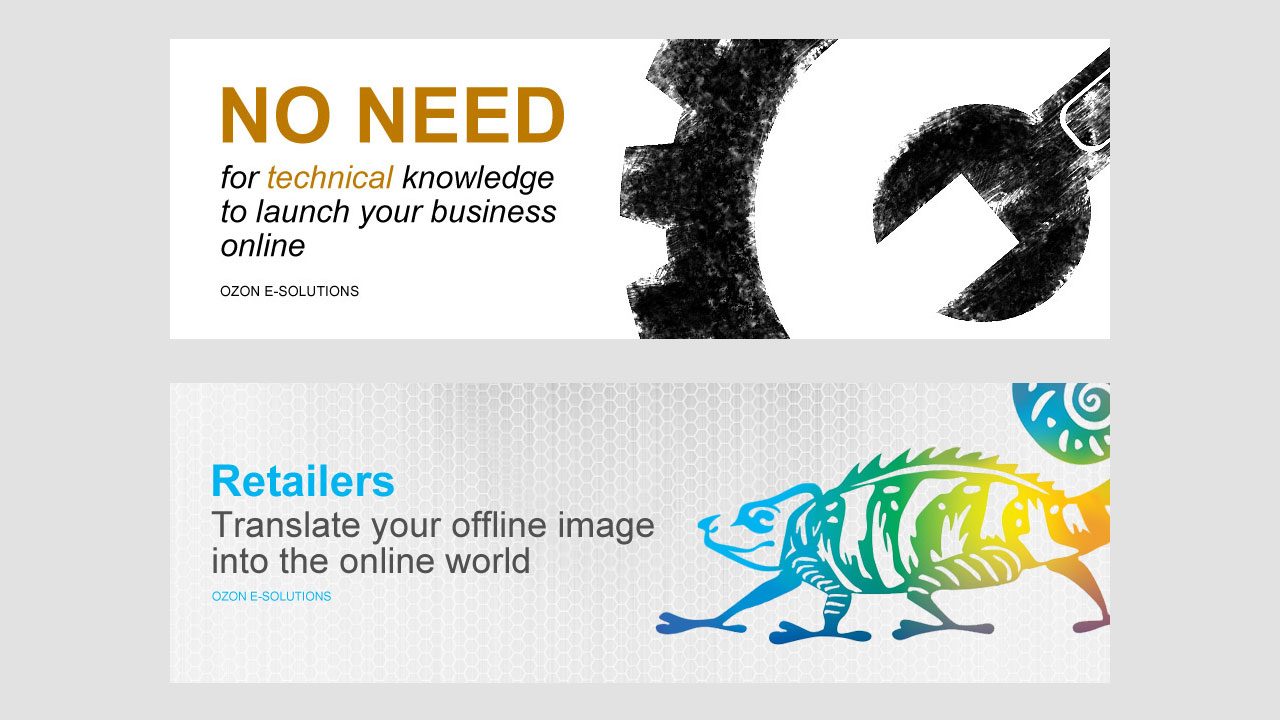 NO NEED
for technical knowledge
to launch your business
online
OZON E-SOLUTIONS
Retailers
Translate your offline image
into the online world
OZON E-SOLUTIONS